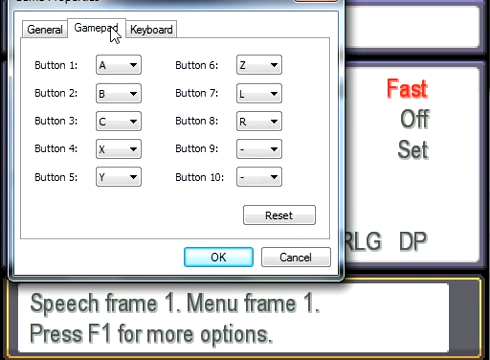 Game Properties
General Gamepad Keyboard
Button 1: A Button 6: Z
Button 2: B Button 7: L
Button 3: C Button 8: R
Button 4: X Button 9: -
Button 5: Y Button 10: -
Reset
OK Cancel
Fast
Off
Set
RLG DP
Speech frame 1. Menu frame 1.
Press F1 for more options.